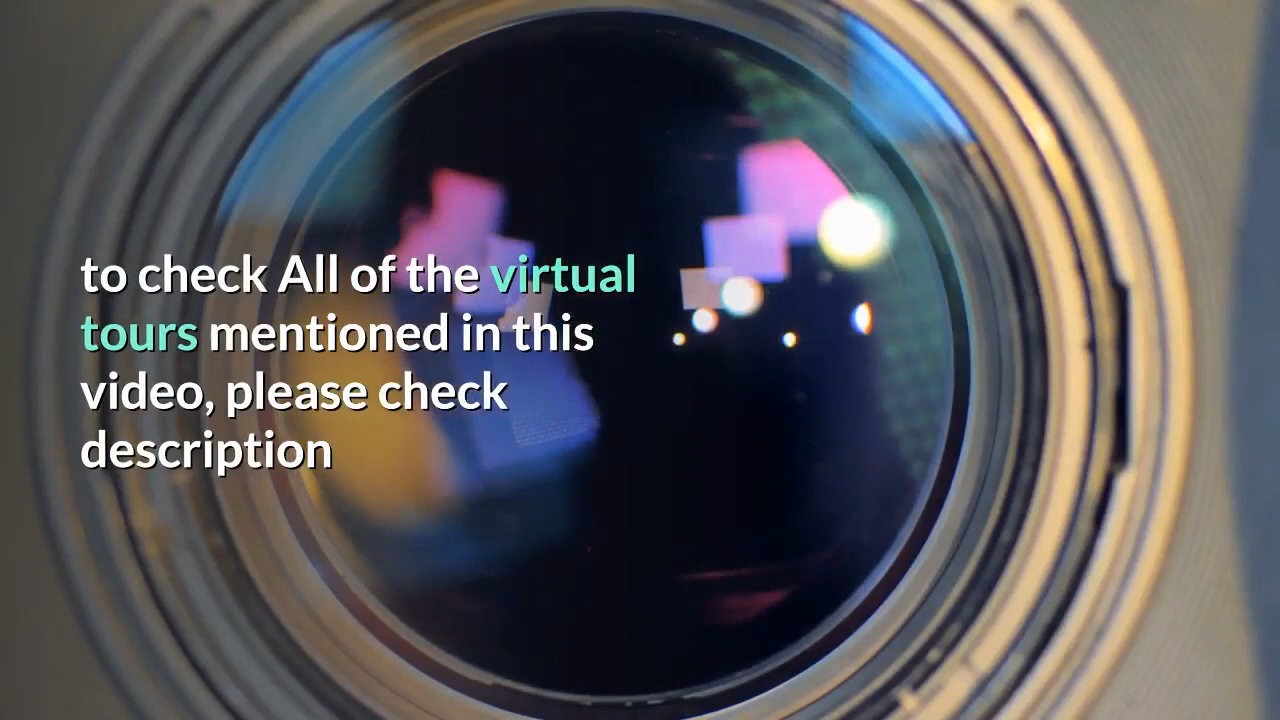 to check All of the virtual
tours mentioned in this
video, please check
description